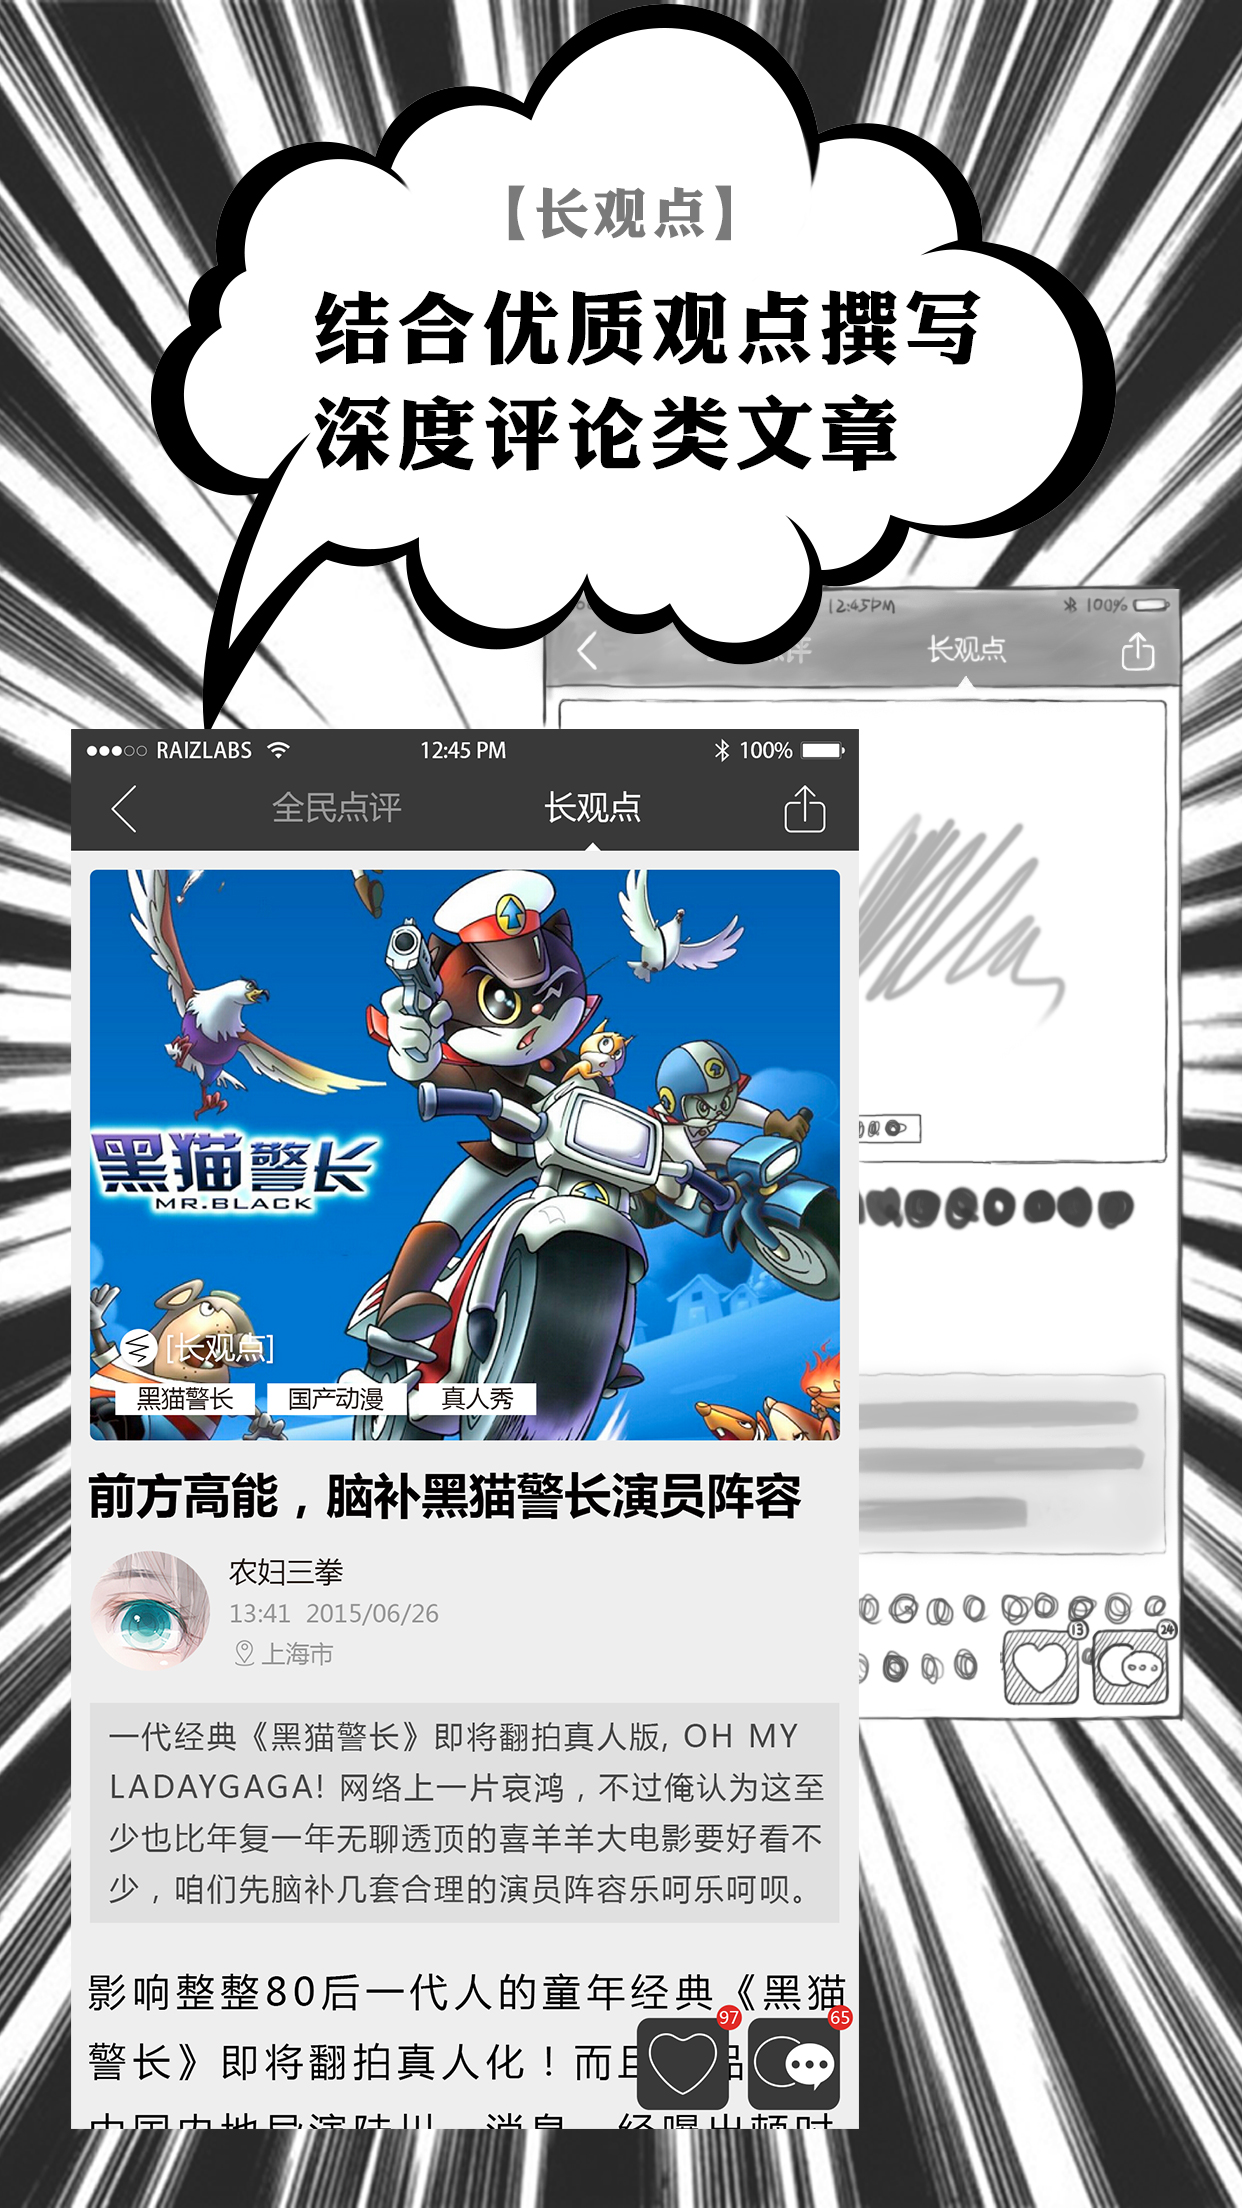 【长观点】
结合优质观点撰写
深度评论类文章
12:45PM
100%
长观点
RAIZLABS
12:45 PM
100%
全民点评
长观点
黑猫警长
MR.BLACK
[长观点]
黑猫警长
国产动漫
真人秀
前方高能，脑补黑猫警长演员阵容
农妇三拳
13:41 2015/06/26
上海市
13
24
一代经典《黑猫警长》即将翻拍真人版, OH MY
LADAYGAGA! 网络上一片哀鸿，不过俺认为这至
少也比年复一年无聊透顶的喜羊羊大电影要好看不
少，咱们先脑补几套合理的演员阵容乐呵乐呵呗。
影响整整80后一代人的童年经典《黑猫
97
65
警长》即将翻拍真人化！而且